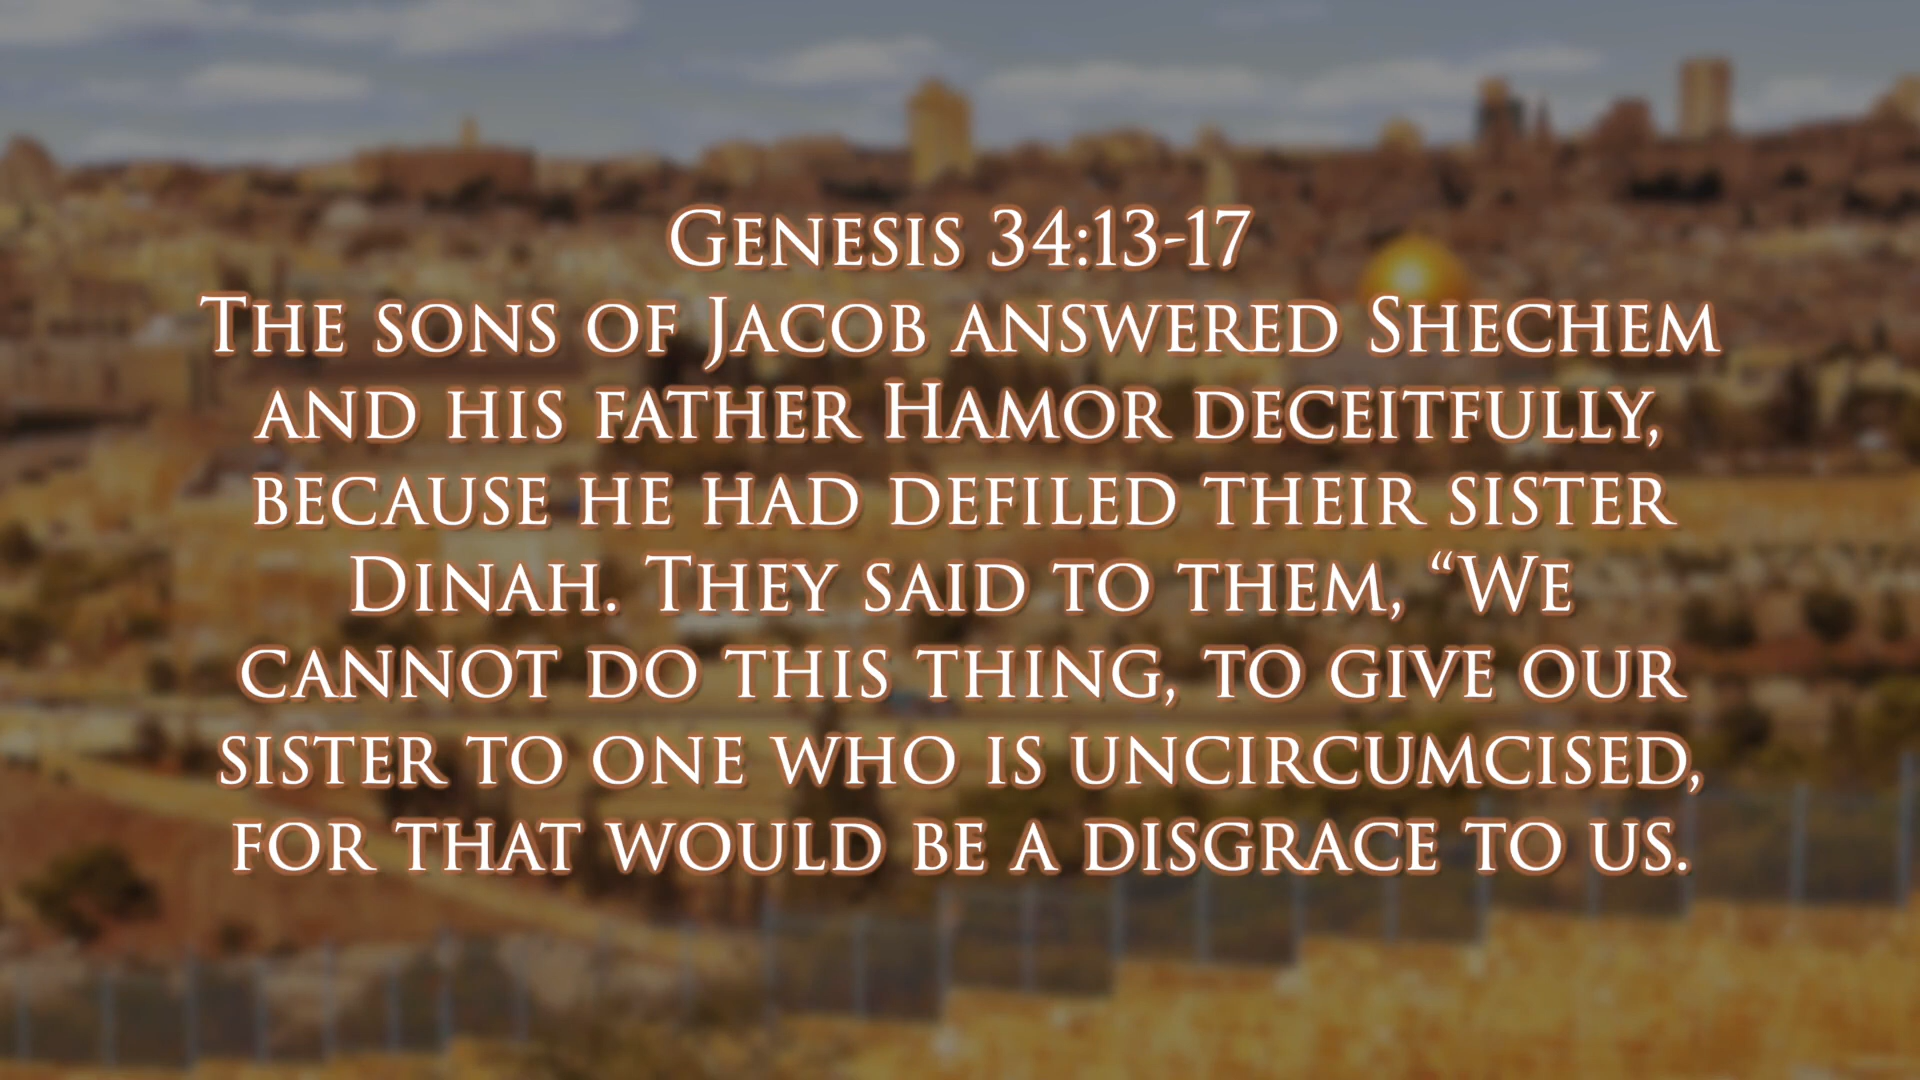 Genesis 34:13-17
The sons of Jacob answered Shechem
and his father Hamor deceitfully,
because he had defiled their sister
Dinah. They said to them, “We
cannot do this thing, to give our
sister to one who is uncircumcised,
for that would be a disgrace to us.